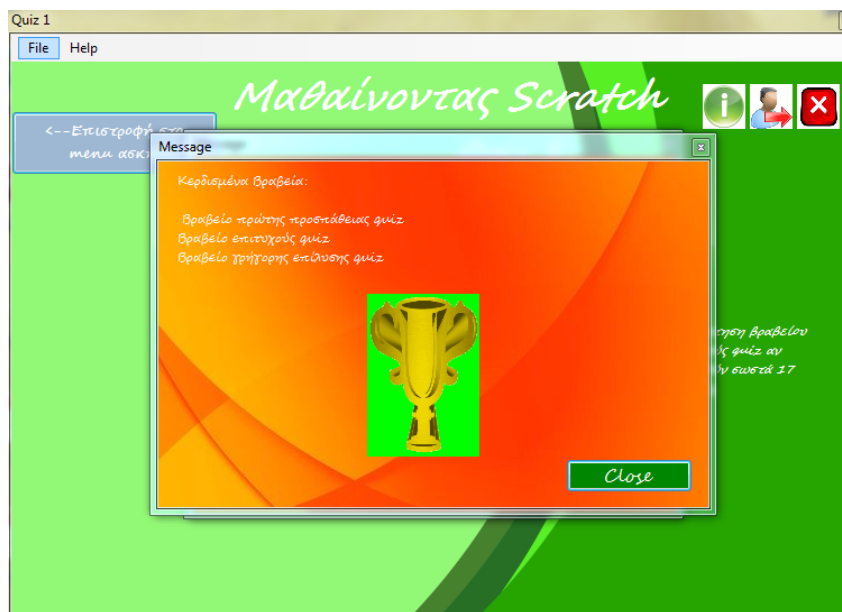 Quiz 1
File Help
Μαθαίνοντας Scratch
<--Επιστροφή στο
menu
Message
Κερδισμένα βραβεία:
Βραβείο πρώτης προσπάθειας quiz
Βραβείο επιτυχούς quiz
Βραβείο γρήγορης επίλυσης quiz
βραβείου
quiz αν
σωστά 17
Close